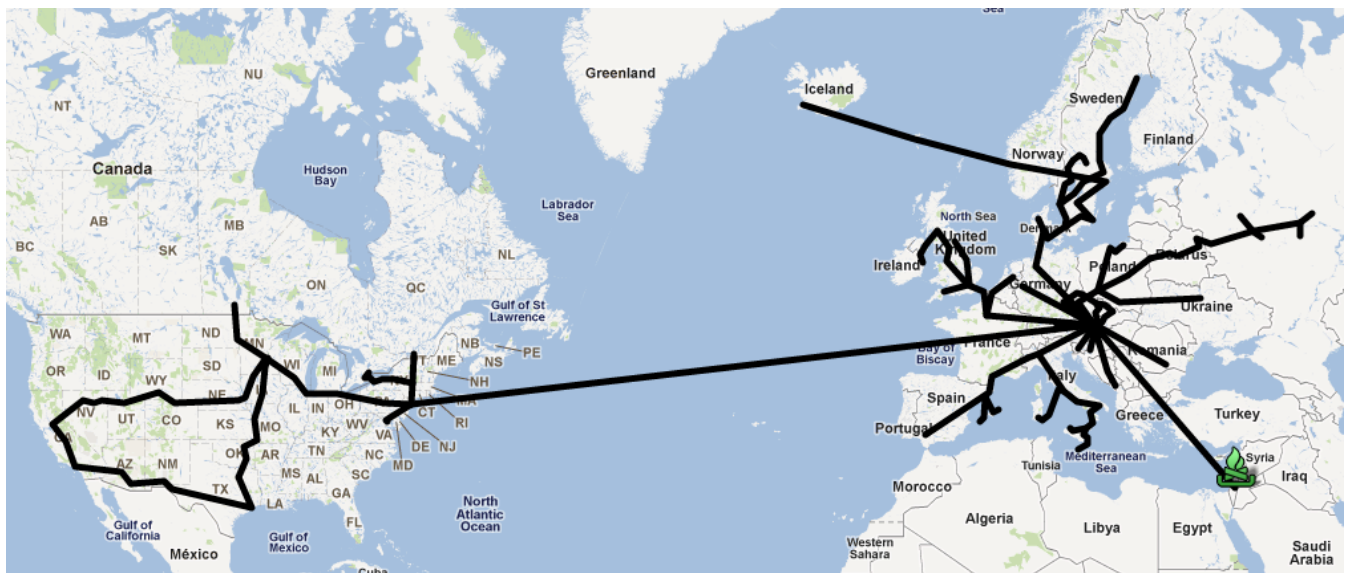 Sea
Greenland
Iceland
Sweden
Finland
Norway
NU
NT
Canada
Hudson
Bay
Labrador
Sea
AB
MB
BC
SK
ON
QC
NL
North Sea
United
Kingdom
Ireland
Denmark
Belarus
Poland
Germany
Ukraine
France
Bay of
Biscay
Romania
Italy
Spain
Portugal
Greece
Turkey
Mediterranean
Sea
Tunisia
Syria
Iraq
Morocco
Algeria
Libya
Egypt
Western
Sahara
Saudi
Arabia
Gulf of St
Lawrence
WA
MT
ND
MN
OR
ID
SD
WI
MI
WY
NE
NV
UT
CO
IL
IN
OH
PA
KS
MO
KY
WV
VA
CA
AZ
NM
OK
AR
TN
NC
TX
MS
AL
SC
LA
GA
FL
NB
PE
ME
NS
VT
NH
NY
MA
CT
RI
NJ
DE
MD
North
Atlantic
Ocean
Gulf of
California
Gulf of
Mexico
México
Cuba